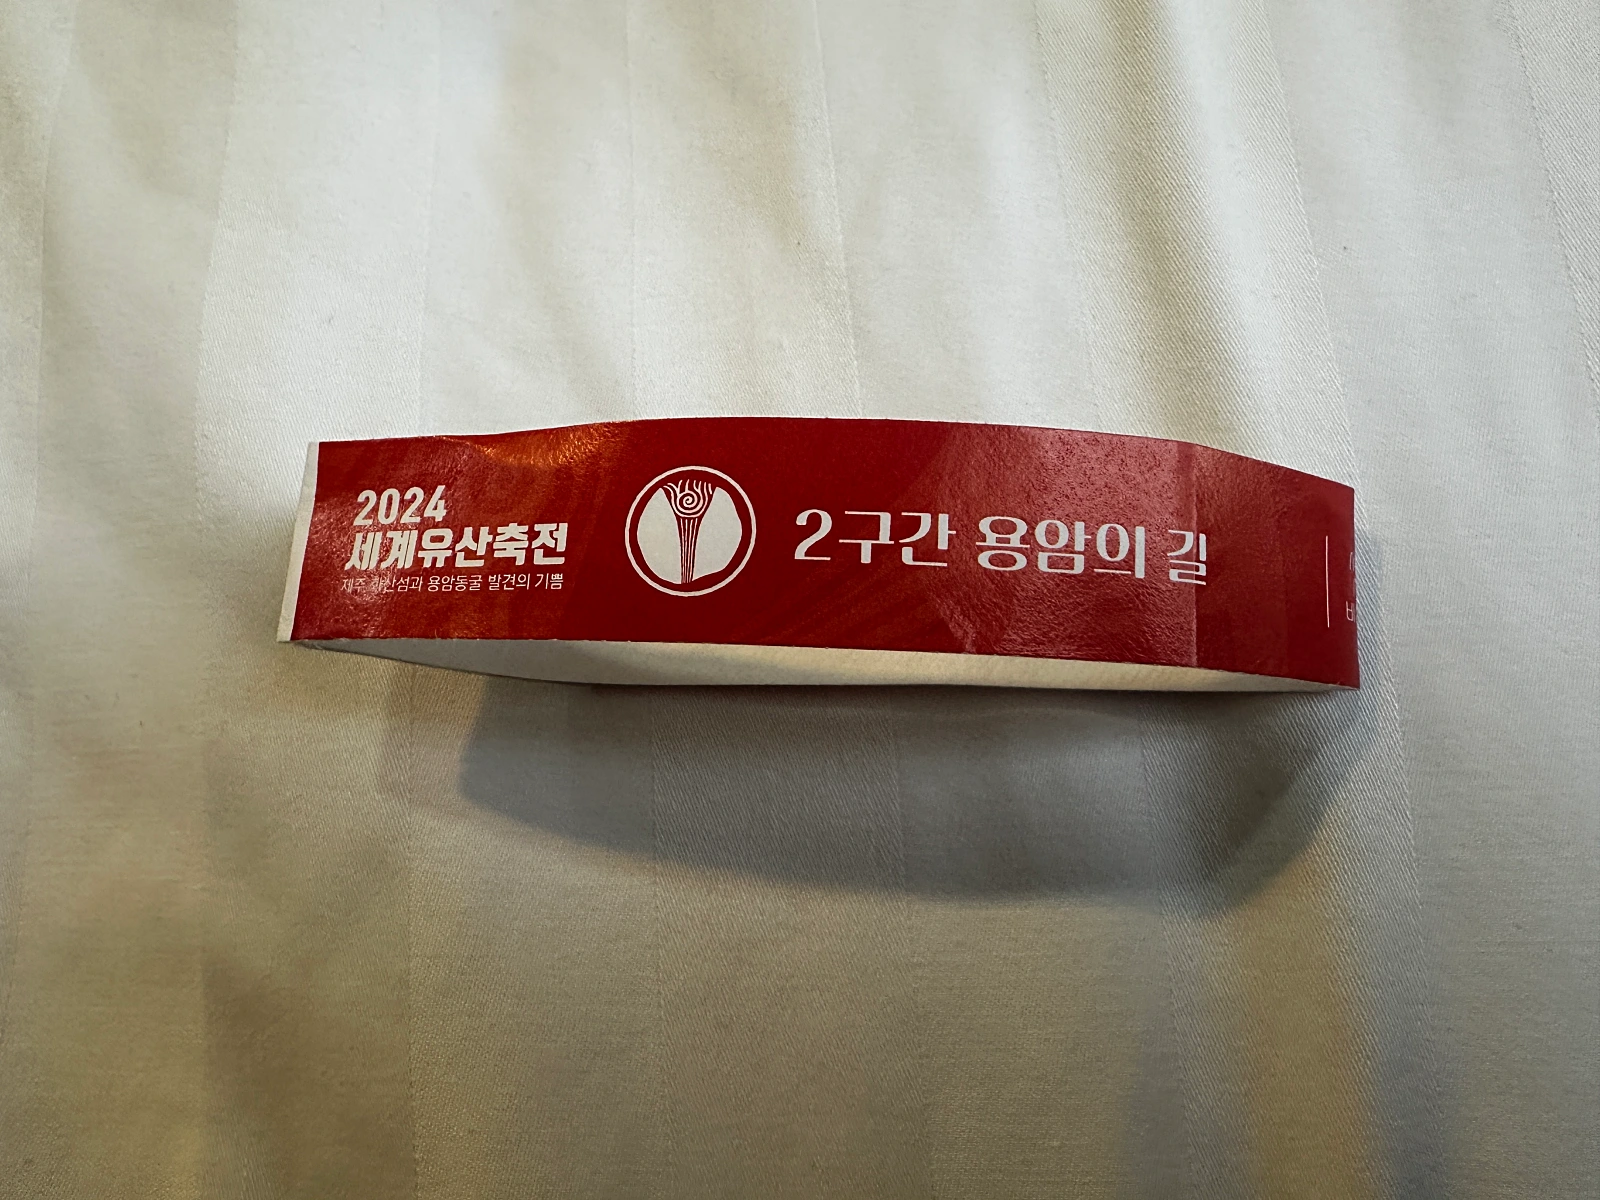 2024
세계유산축전
제주 화산섬과 용암동굴 발견의 기쁨
2구간 용암의 길